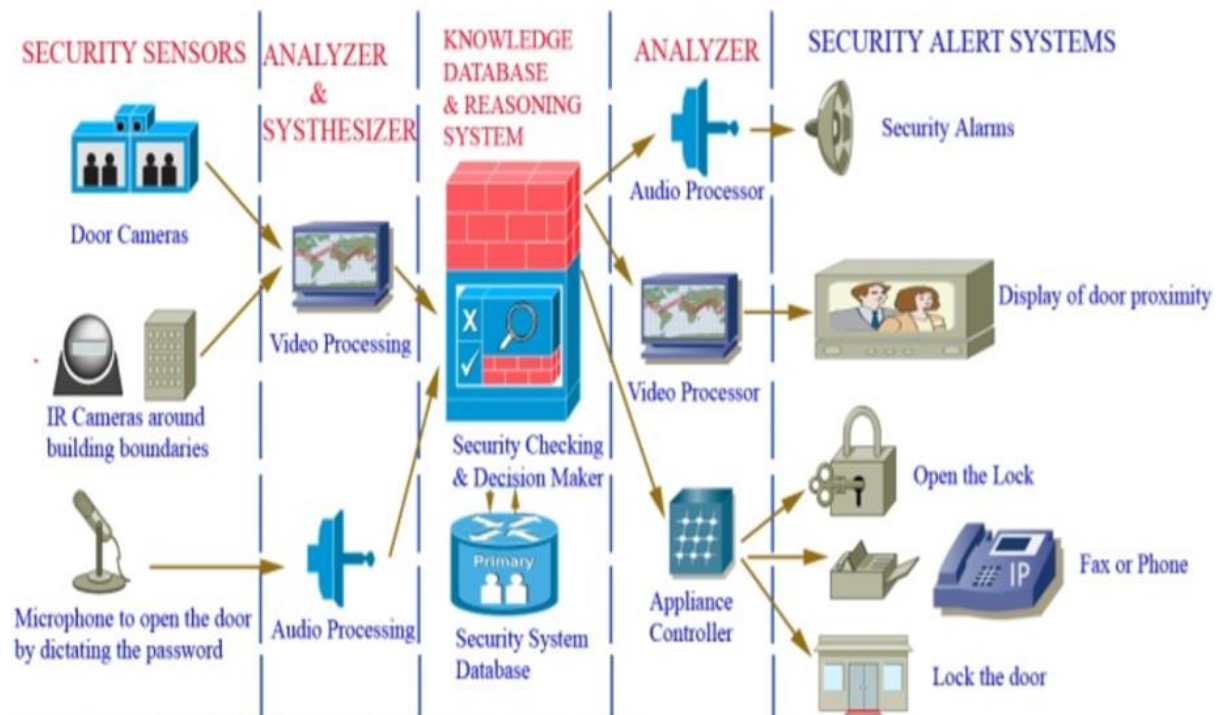 SECURITY SENSORS
ANALYZER
&
SYSTHESIZER
KNOWLEDGE
DATABASE
& REASONING
SYSTEM
ANALYZER
SECURITY ALERT SYSTEMS
Door Cameras
IR Cameras around
building boundaries
Microphone to open the door
by dictating the password
Video Processing
Audio Processing
Security Checking
& Decision Maker
Primary
Security System
Database
Audio Processor
Video Processor
Appliance
Controller
Security Alarms
Display of door proximity
Open the Lock
IP
Fax or Phone
Lock the door